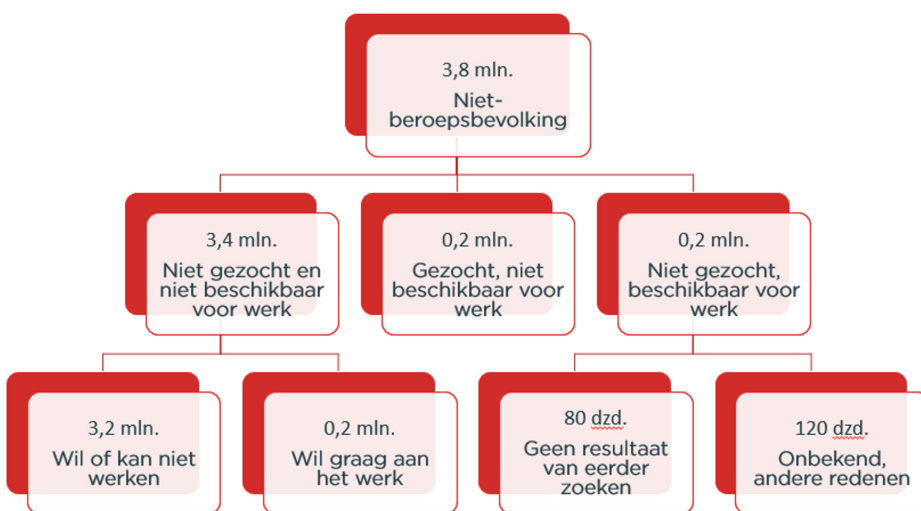 3,8 mln.
Niet-
beroepsbevolking
3,4 mln.
Niet gezocht en
niet beschikbaar
voor werk
0,2 mln.
Gezocht, niet
beschikbaar voor
werk
0,2 mln.
Niet gezocht,
beschikbaar voor
werk
3,2 mln.
Wil of kan niet
werken
0,2 mln.
Wil graag aan
het werk
80 dzd.
Geen resultaat
van eerder
zoeken
120 dzd.
Onbekend,
andere redenen